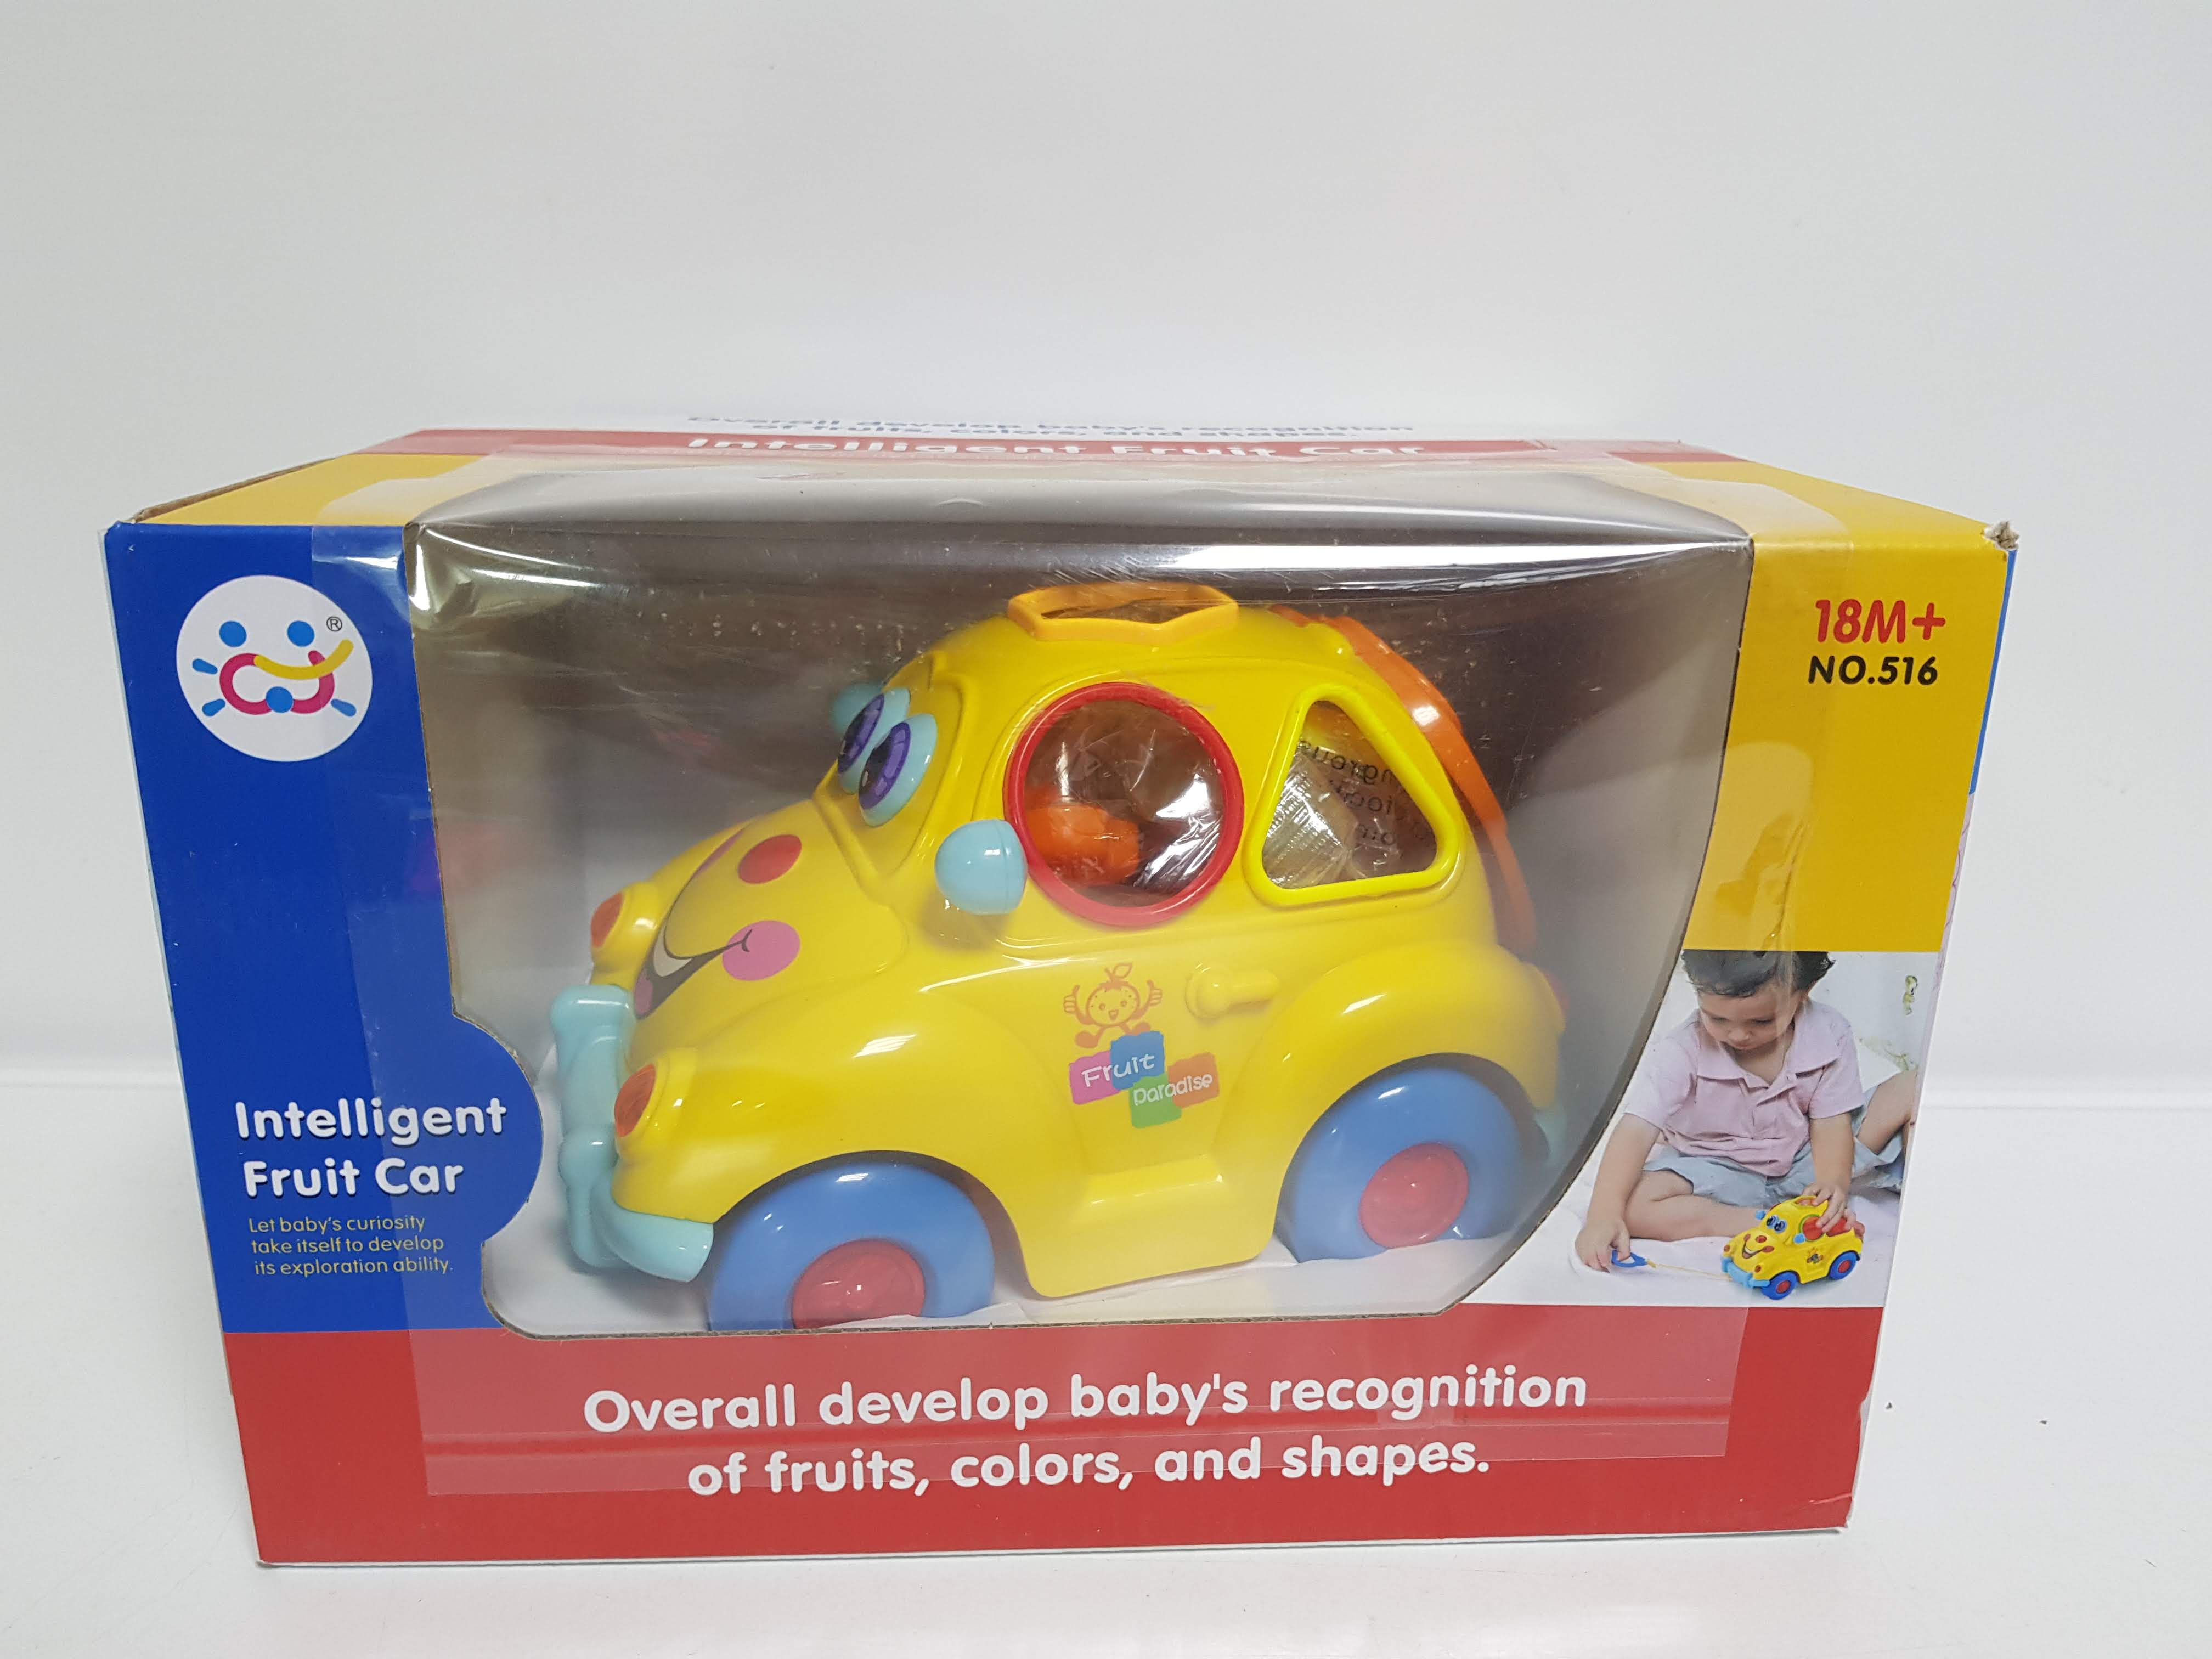 Overall develop baby's recognition
of fruits, colors, and shapes.
Intelligent Fruit Car
®
18M+
NO.516
Fruit
Paradise
Intelligent
Fruit Car
Let baby's curiosity
take itself to develop
its exploration ability.
Overall develop baby's recognition
of fruits, colors, and shapes.